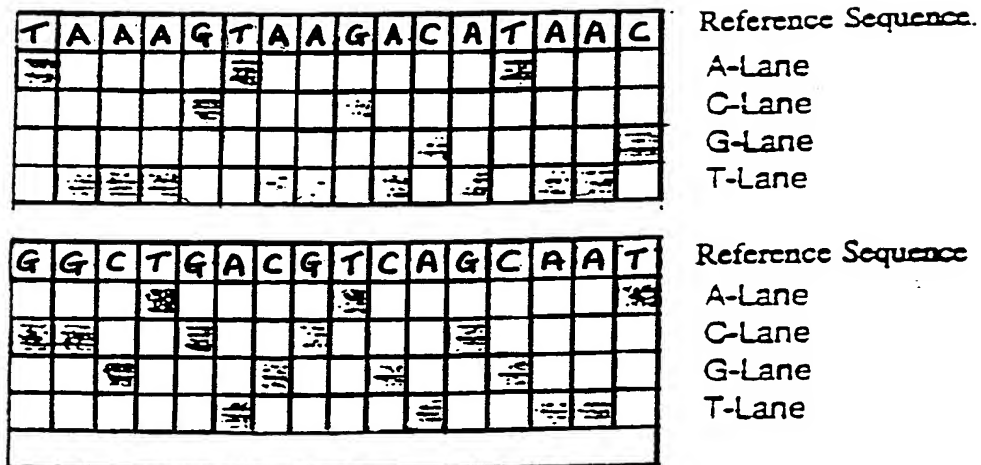 T A A A G T A A G A C A T A A C Reference Sequence.
A-Lane
C-Lane
G-Lane
T-Lane
G G C T G A C G T C A G C A A T Reference Sequence
A-Lane
C-Lane
G-Lane
T-Lane